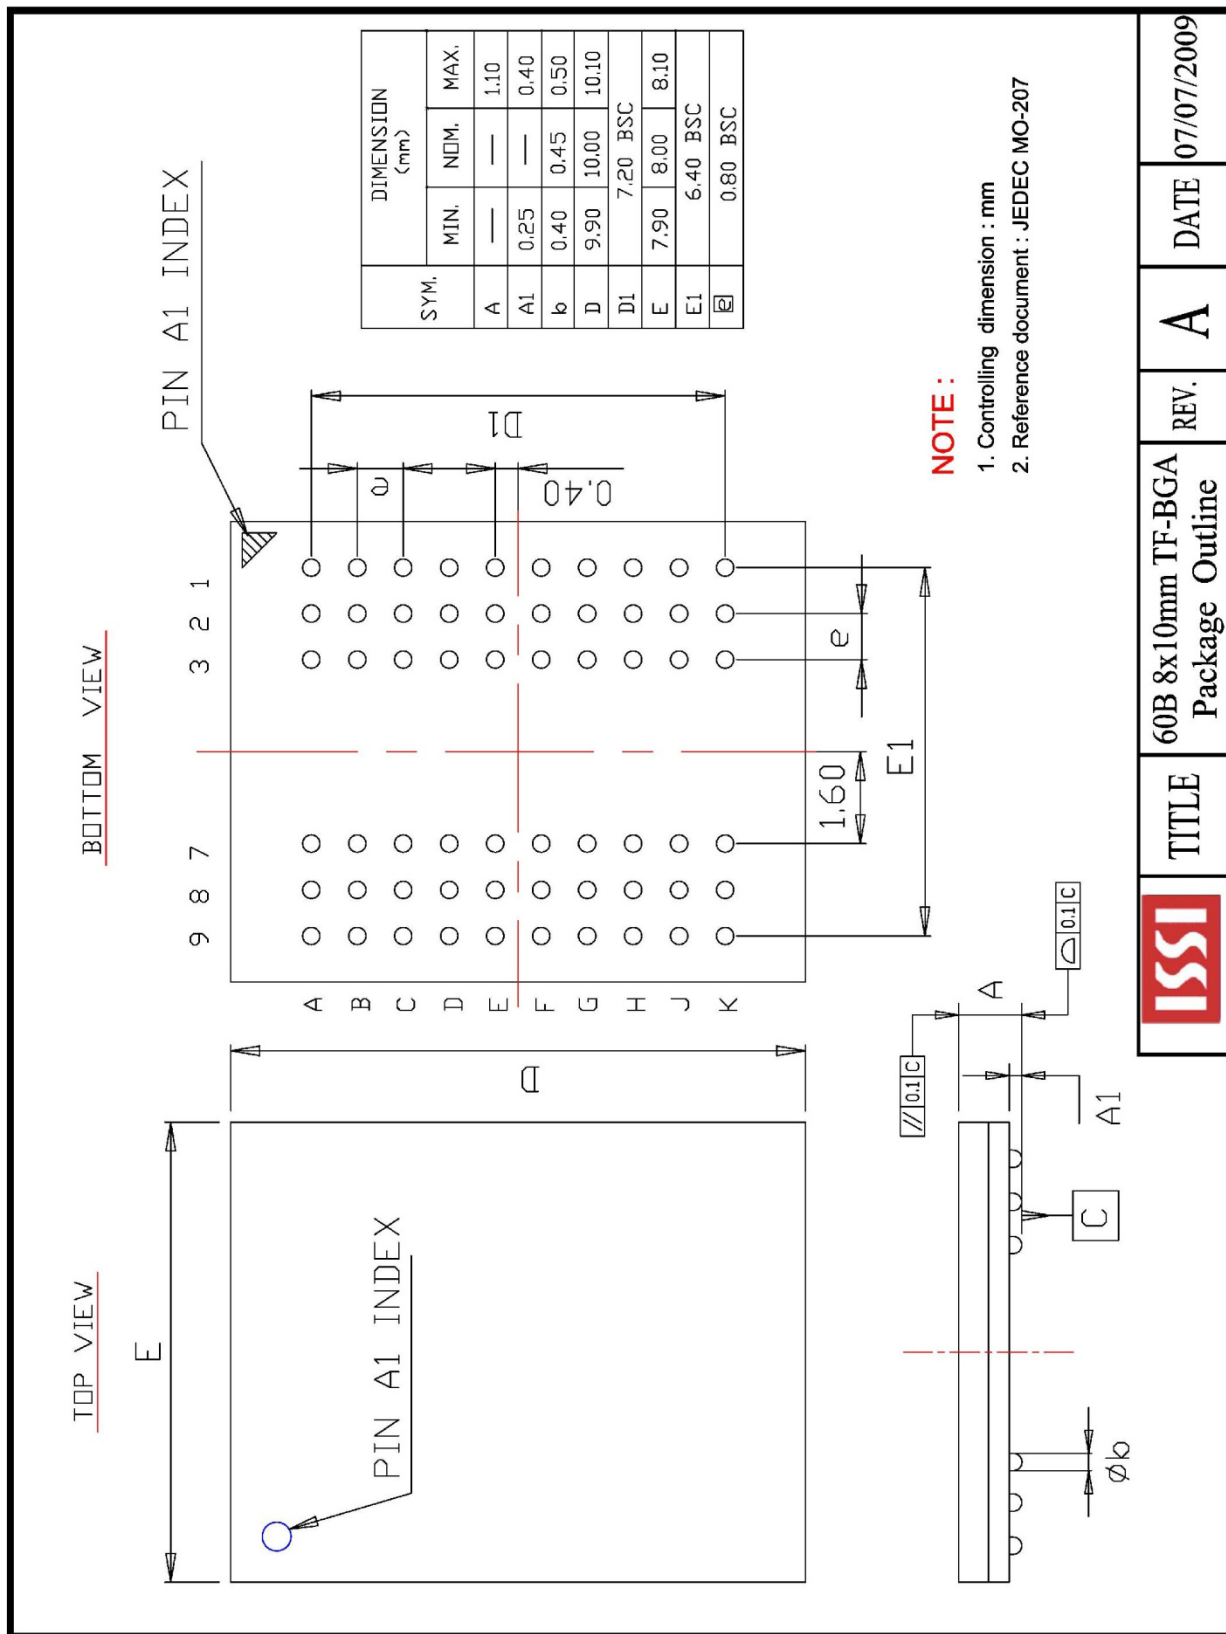 TOP VIEW
BOTTOM VIEW
E
PIN A1 INDEX
PIN A1 INDEX
D
9 8 7 3 2 1
A
B
C
D
E
F
G
H
J
K
e
D1
0.40
1.60
e
E1
SYM. DIMENSION
(mm)
MIN. NOM. MAX.
A — — 1.10
A1 0.25 — 0.40
b 0.40 0.45 0.50
D 9.90 10.00 10.10
D1 7.20 BSC
E 7.90 8.00 8.10
E1 6.40 BSC
e 0.80 BSC
// 0.1 C
A
⌓ 0.1 C
A1
C
Øb
NOTE :
1. Controlling dimension : mm
2. Reference document : JEDEC MO-207
ISSI
TITLE
60B 8x10mm TF-BGA
Package Outline
REV.
A
DATE
07/07/2009